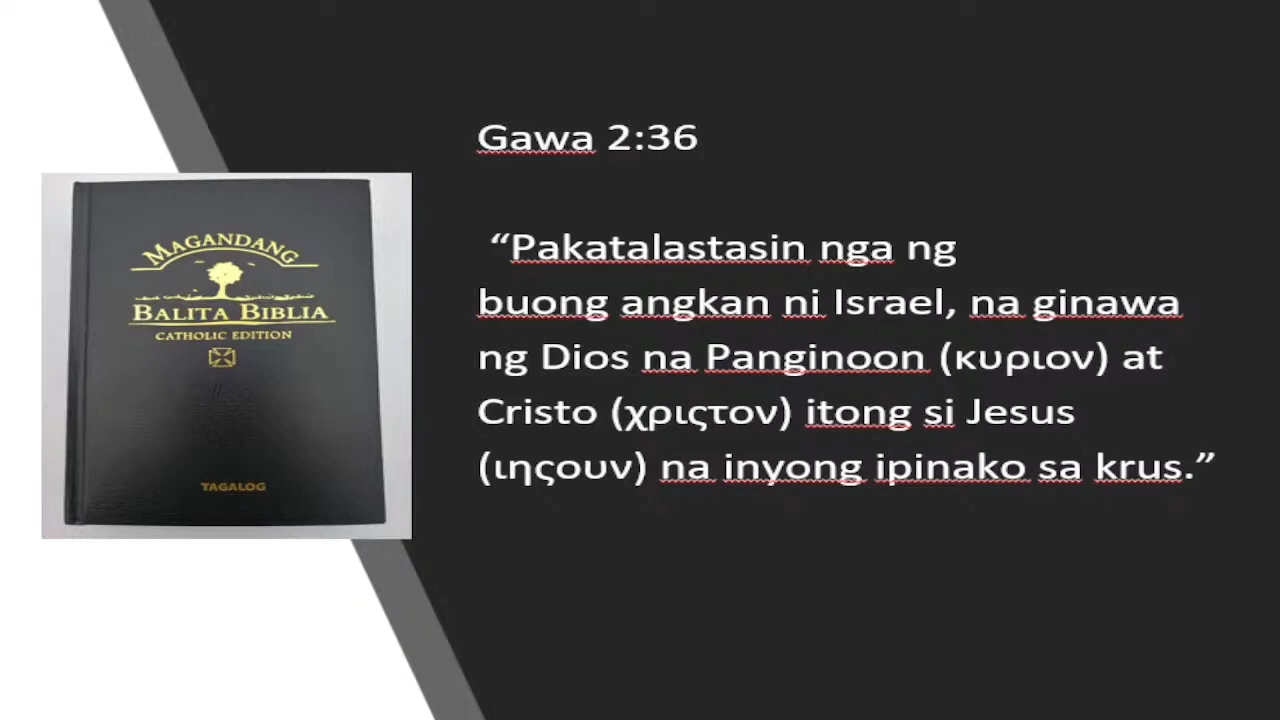 MAGANDANG
BALITA BIBLIA
CATHOLIC EDITION
TAGALOG
Gawa 2:36
“Pakatalastasin nga ng
buong angkan ni Israel, na ginawa
ng Dios na Panginoon (κυριον) at
Cristo (χριςτον) itong si Jesus
(ιηςουν) na inyong ipinako sa krus.”